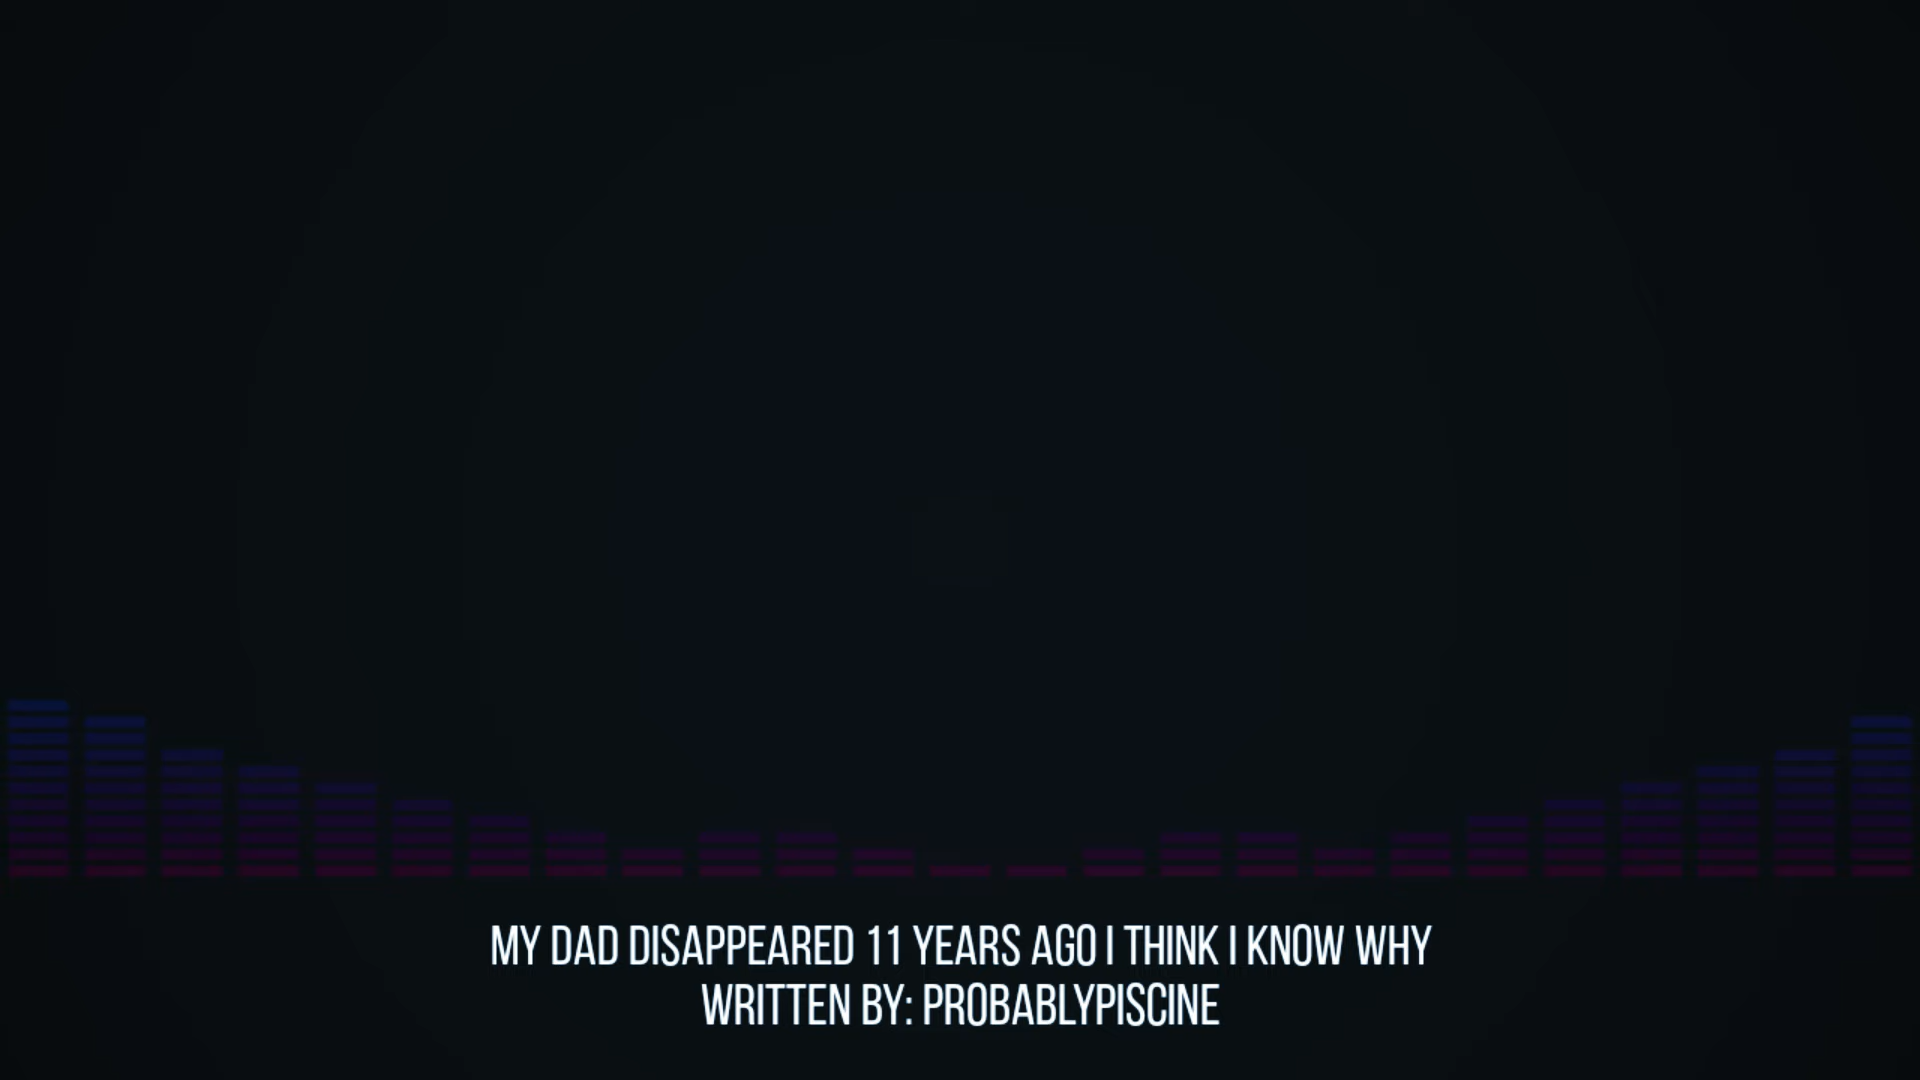 MY DAD DISAPPEARED 11 YEARS AGO I THINK I KNOW WHY
WRITTEN BY: PROBABLYPISCINE